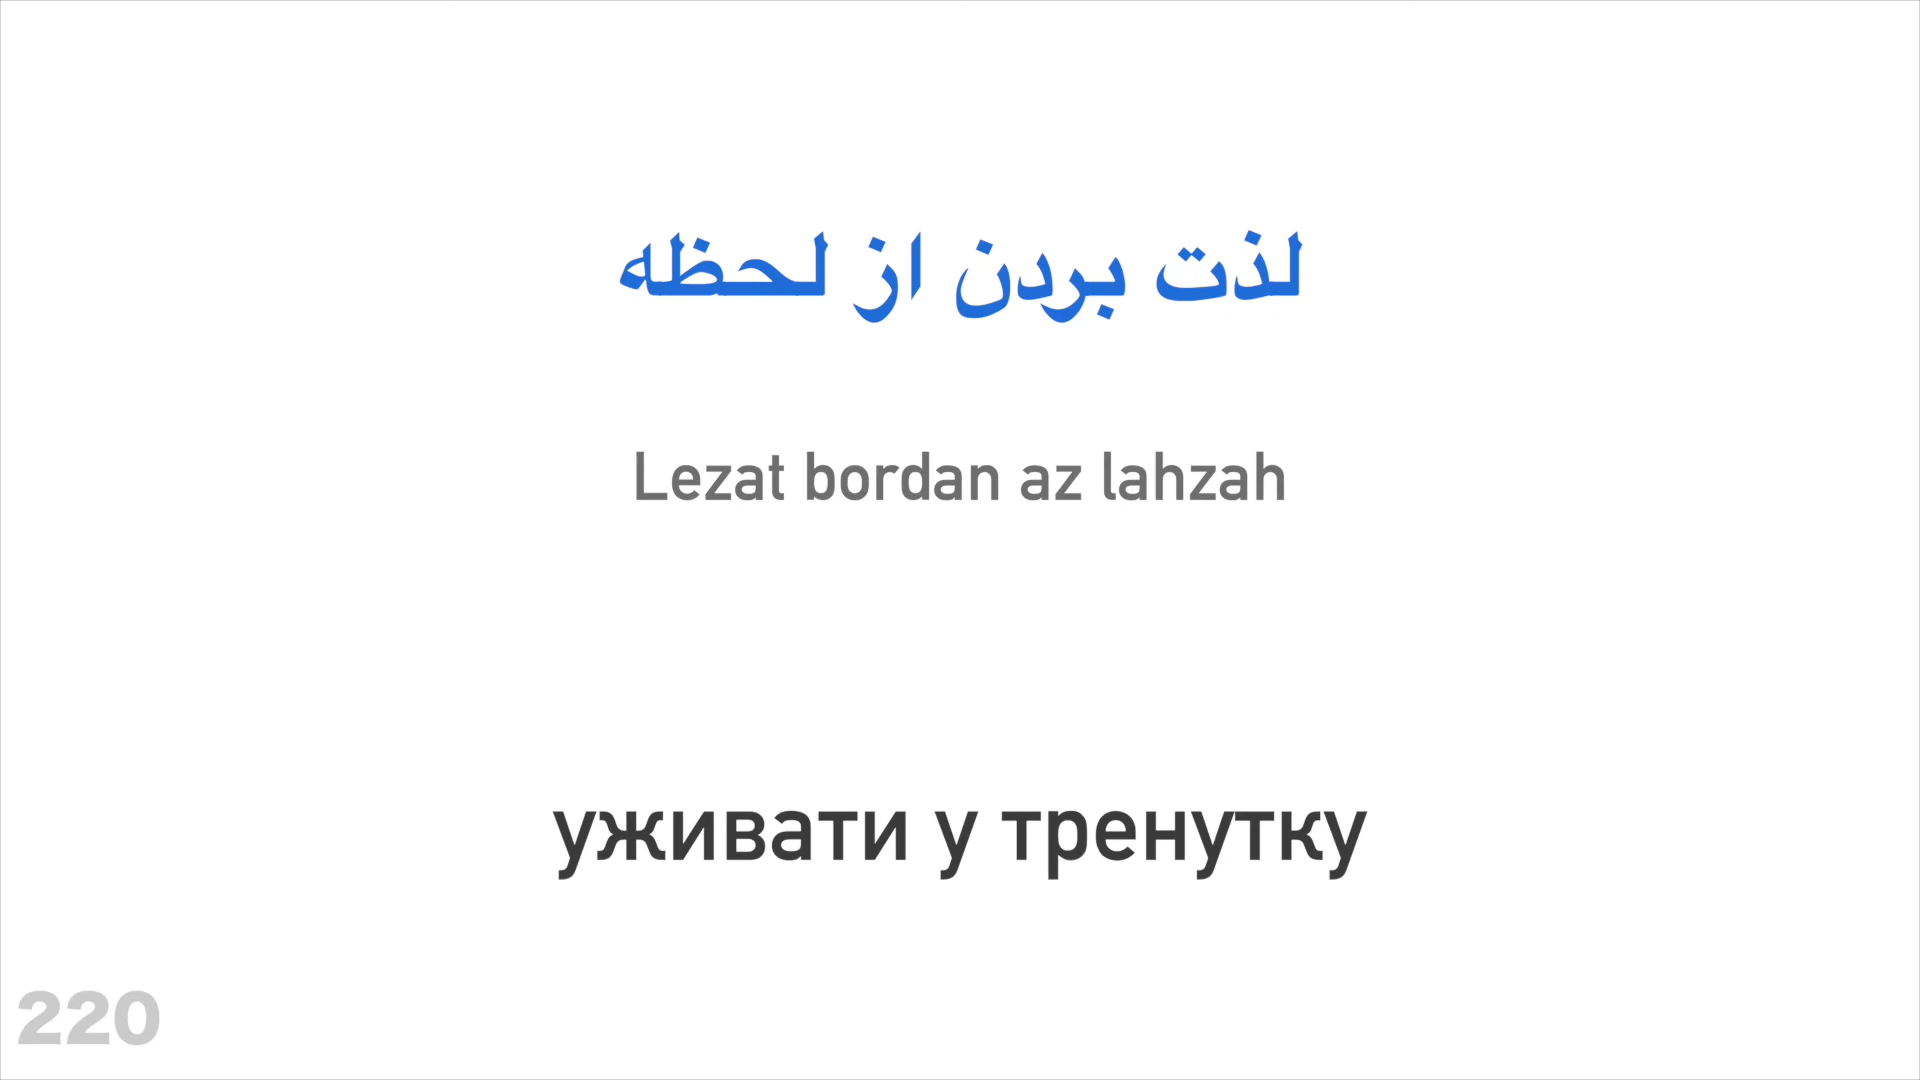 لذت بردن از لحظه
Lezat bordan az lahzah
уживати у тренутку
220